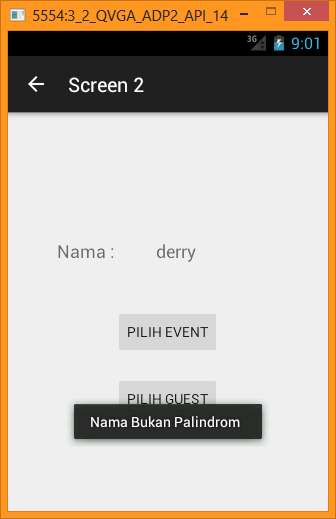 5554:3_2_QVGA_ADP2_API_14
3G 9:01
Screen 2
Nama : derry
PILIH EVENT
PILIH GUEST
Nama Bukan Palindrom